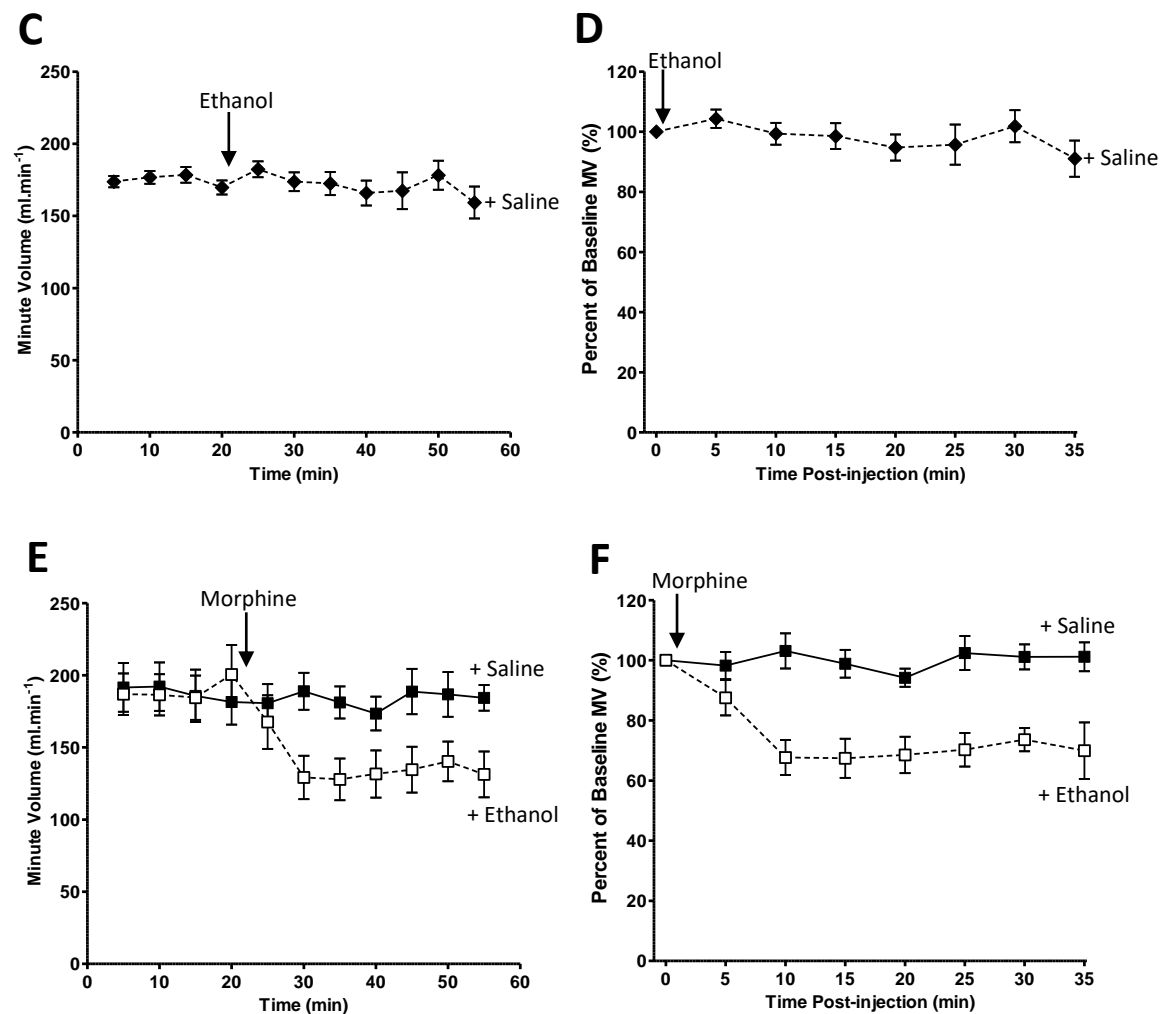 C
Ethanol
Minute Volume (ml.min⁻¹)
250
200
150
100
50
0
+ Saline
0 10 20 30 40 50 60
Time (min)
D
Ethanol
Percent of Baseline MV (%)
120
100
80
60
40
20
0
+ Saline
0 5 10 15 20 25 30 35
Time Post-injection (min)
E
Morphine
Minute Volume (ml.min⁻¹)
250
200
150
100
50
0
+ Saline
+ Ethanol
0 10 20 30 40 50 60
Time (min)
F
Morphine
Percent of Baseline MV (%)
120
100
80
60
40
20
0
+ Saline
+ Ethanol
0 5 10 15 20 25 30 35
Time Post-injection (min)